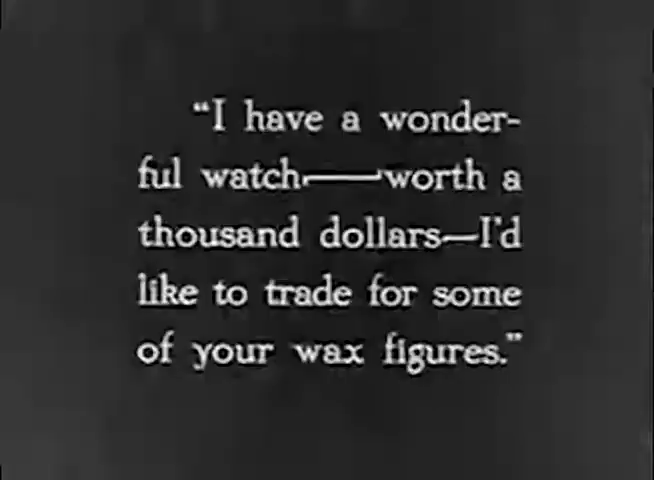 “I have a wonder-
ful watch——worth a
thousand dollars—I'd
like to trade for some
of your wax figures.”